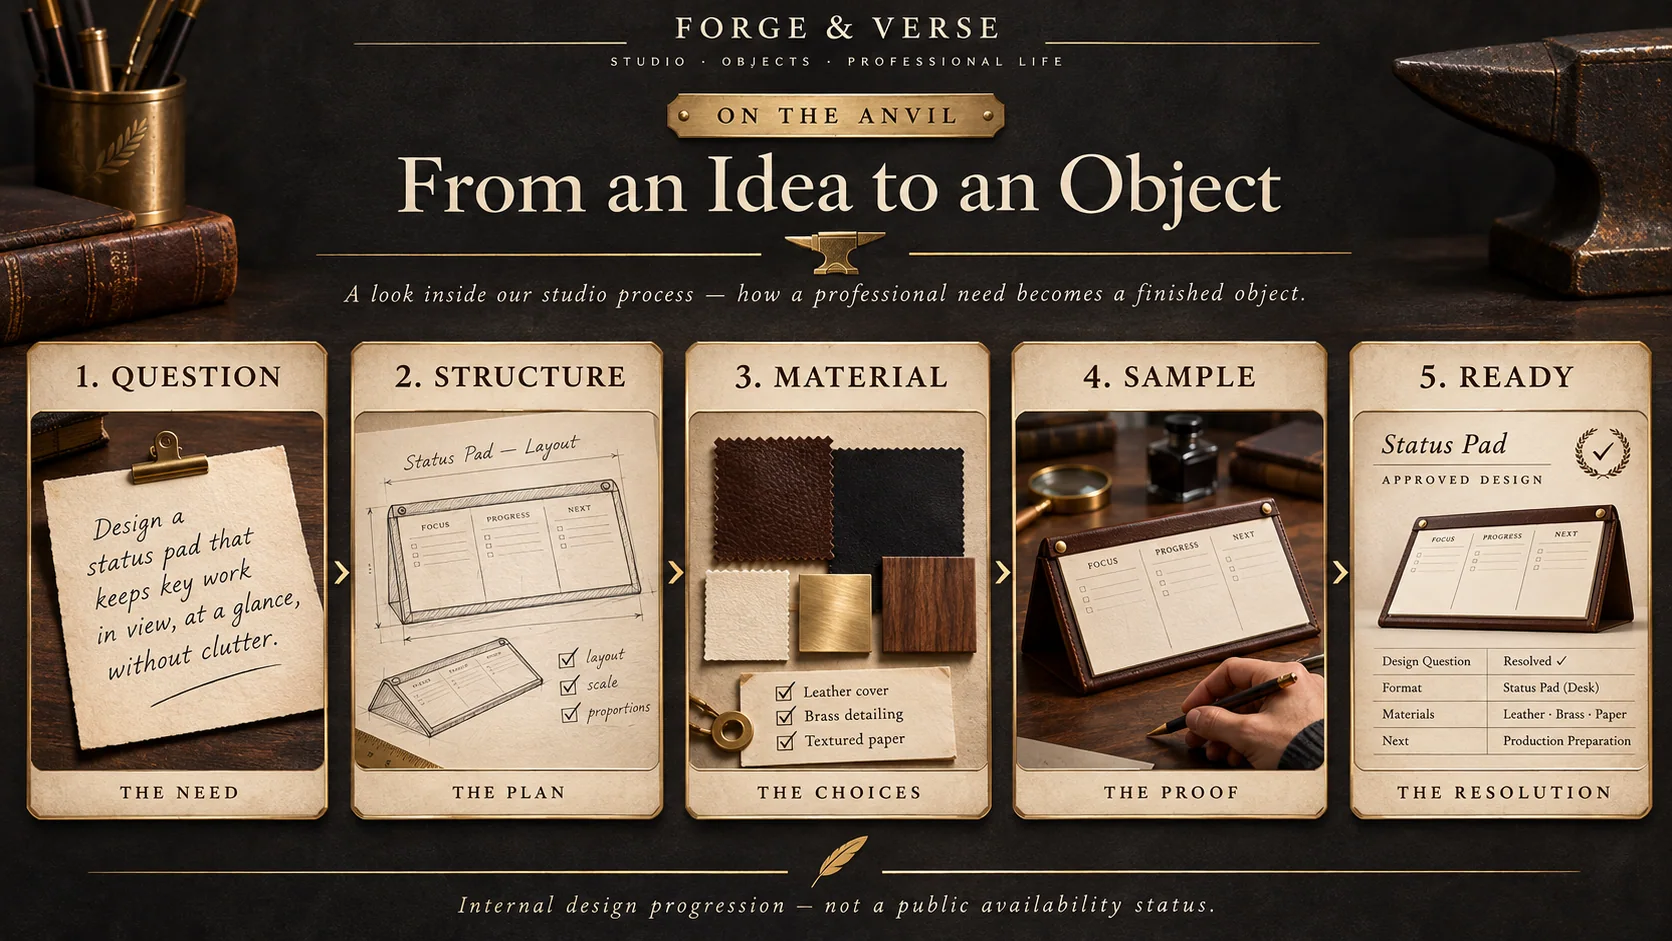 FORGE & VERSE
STUDIO · OBJECTS · PROFESSIONAL LIFE
ON THE ANVIL
From an Idea to an Object
A look inside our studio process — how a professional need becomes a finished object.
1. QUESTION
Design a
status pad that
keeps key work
in view, at a glance,
without clutter.
THE NEED
2. STRUCTURE
Status Pad — Layout
FOCUS PROGRESS NEXT
layout
scale
proportions
THE PLAN
3. MATERIAL
Leather cover
Brass detailing
Textured paper
THE CHOICES
4. SAMPLE
FOCUS PROGRESS NEXT
THE PROOF
5. READY
Status Pad
APPROVED DESIGN
FOCUS PROGRESS NEXT
Design Question Resolved ✓
Format Status Pad (Desk)
Materials Leather · Brass · Paper
Next Production Preparation
THE RESOLUTION
Internal design progression — not a public availability status.